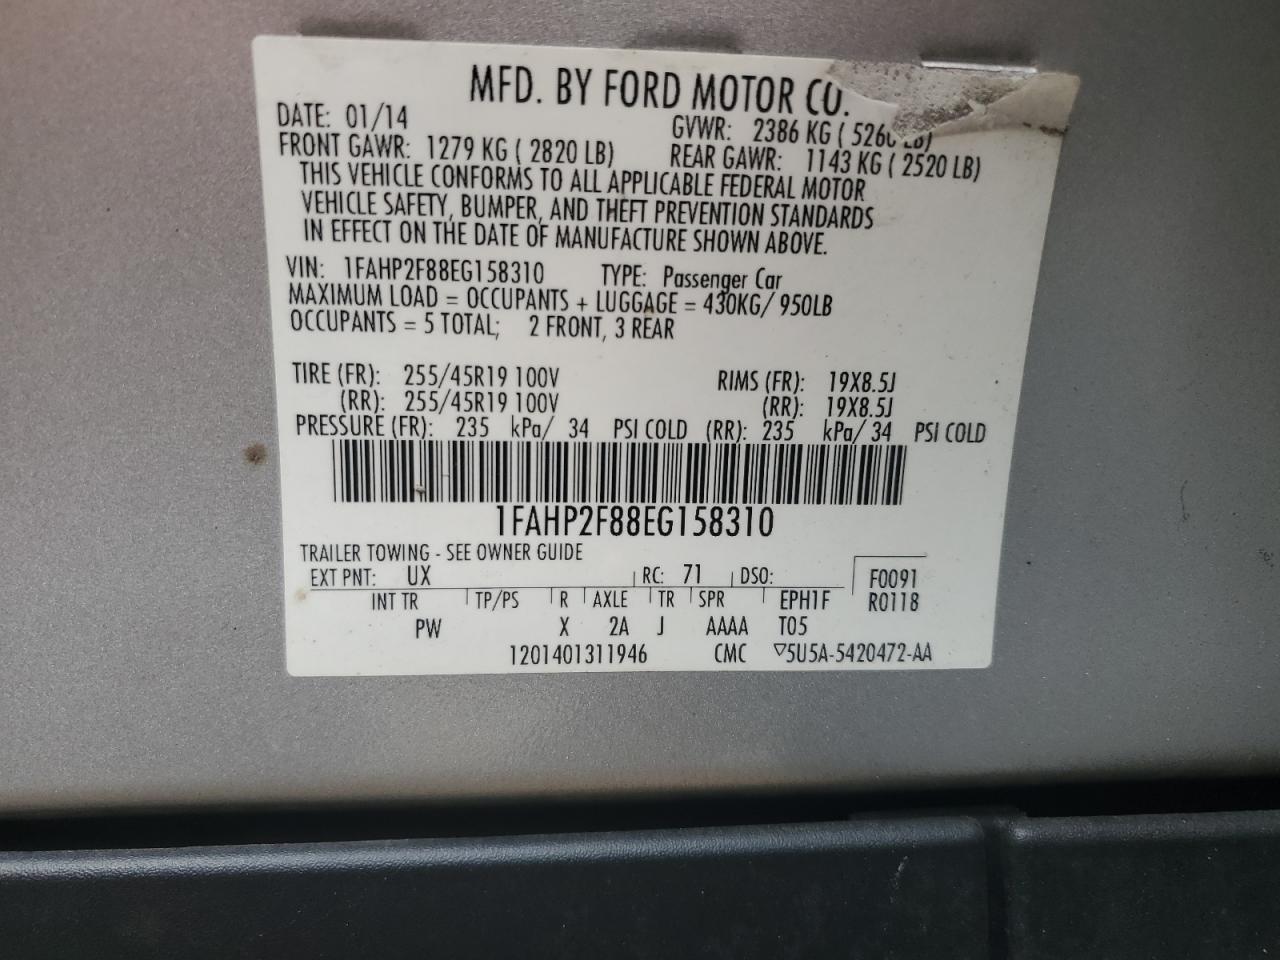 MFD. BY FORD MOTOR CO.
DATE: 01/14 GVWR: 2386 KG ( 5260 LB)
FRONT GAWR: 1279 KG ( 2820 LB) REAR GAWR: 1143 KG ( 2520 LB)
THIS VEHICLE CONFORMS TO ALL APPLICABLE FEDERAL MOTOR
VEHICLE SAFETY, BUMPER, AND THEFT PREVENTION STANDARDS
IN EFFECT ON THE DATE OF MANUFACTURE SHOWN ABOVE.
VIN: 1FAHP2F88EG158310 TYPE: Passenger Car
MAXIMUM LOAD = OCCUPANTS + LUGGAGE = 430KG/ 950LB
OCCUPANTS = 5 TOTAL; 2 FRONT, 3 REAR
TIRE (FR): 255/45R19 100V RIMS (FR): 19X8.5J
(RR): 255/45R19 100V (RR): 19X8.5J
PRESSURE (FR): 235 kPa/ 34 PSI COLD (RR): 235 kPa/ 34 PSI COLD
1FAHP2F88EG158310
TRAILER TOWING - SEE OWNER GUIDE
EXT PNT: UX RC: 71 DSO: F0091
INT TR TP/PS R AXLE TR SPR EPH1F R0118
PW X 2A J AAAA T05
1201401311946 CMC ▽5U5A-5420472-AA